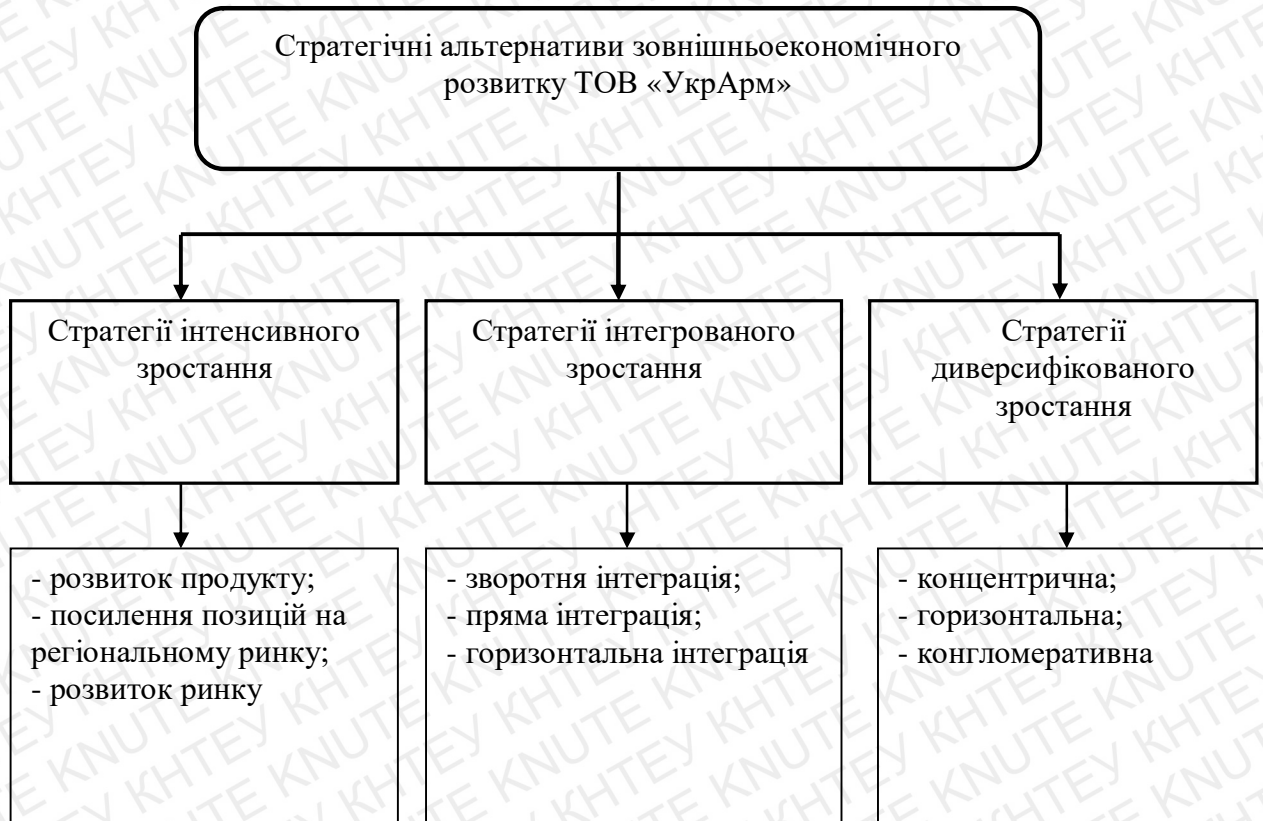 Стратегічні альтернативи зовнішньоекономічного
розвитку ТОВ «УкрАрм»
Стратегії інтенсивного
зростання
Стратегії інтегрованого
зростання
Стратегії
диверсифікованого
зростання
- розвиток продукту;
- посилення позицій на
регіональному ринку;
- розвиток ринку
- зворотня інтеграція;
- пряма інтеграція;
- горизонтальна інтеграція
- концентрична;
- горизонтальна;
- конгломеративна